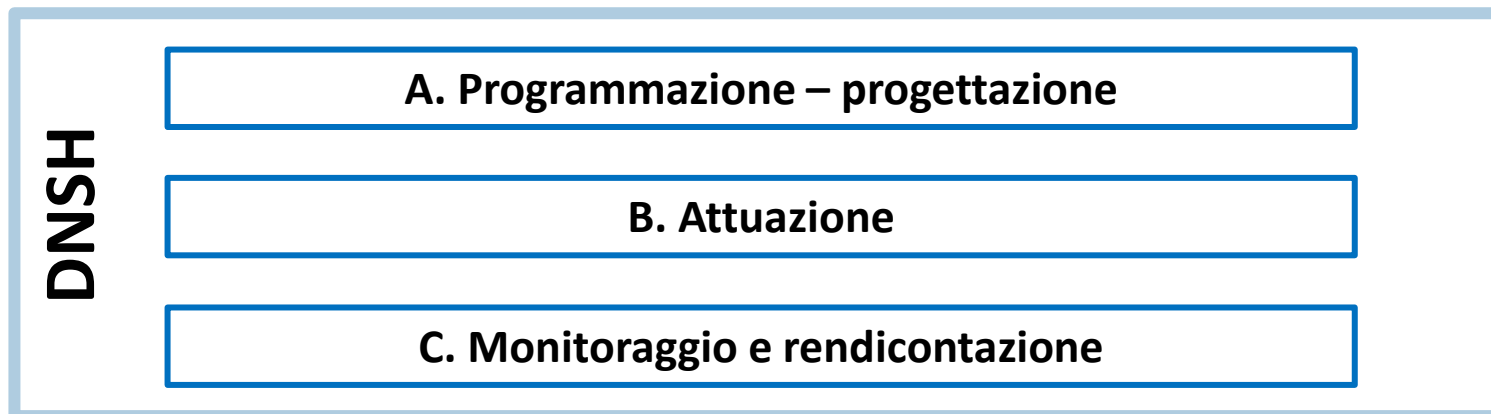 DNSH
A. Programmazione – progettazione
B. Attuazione
C. Monitoraggio e rendicontazione